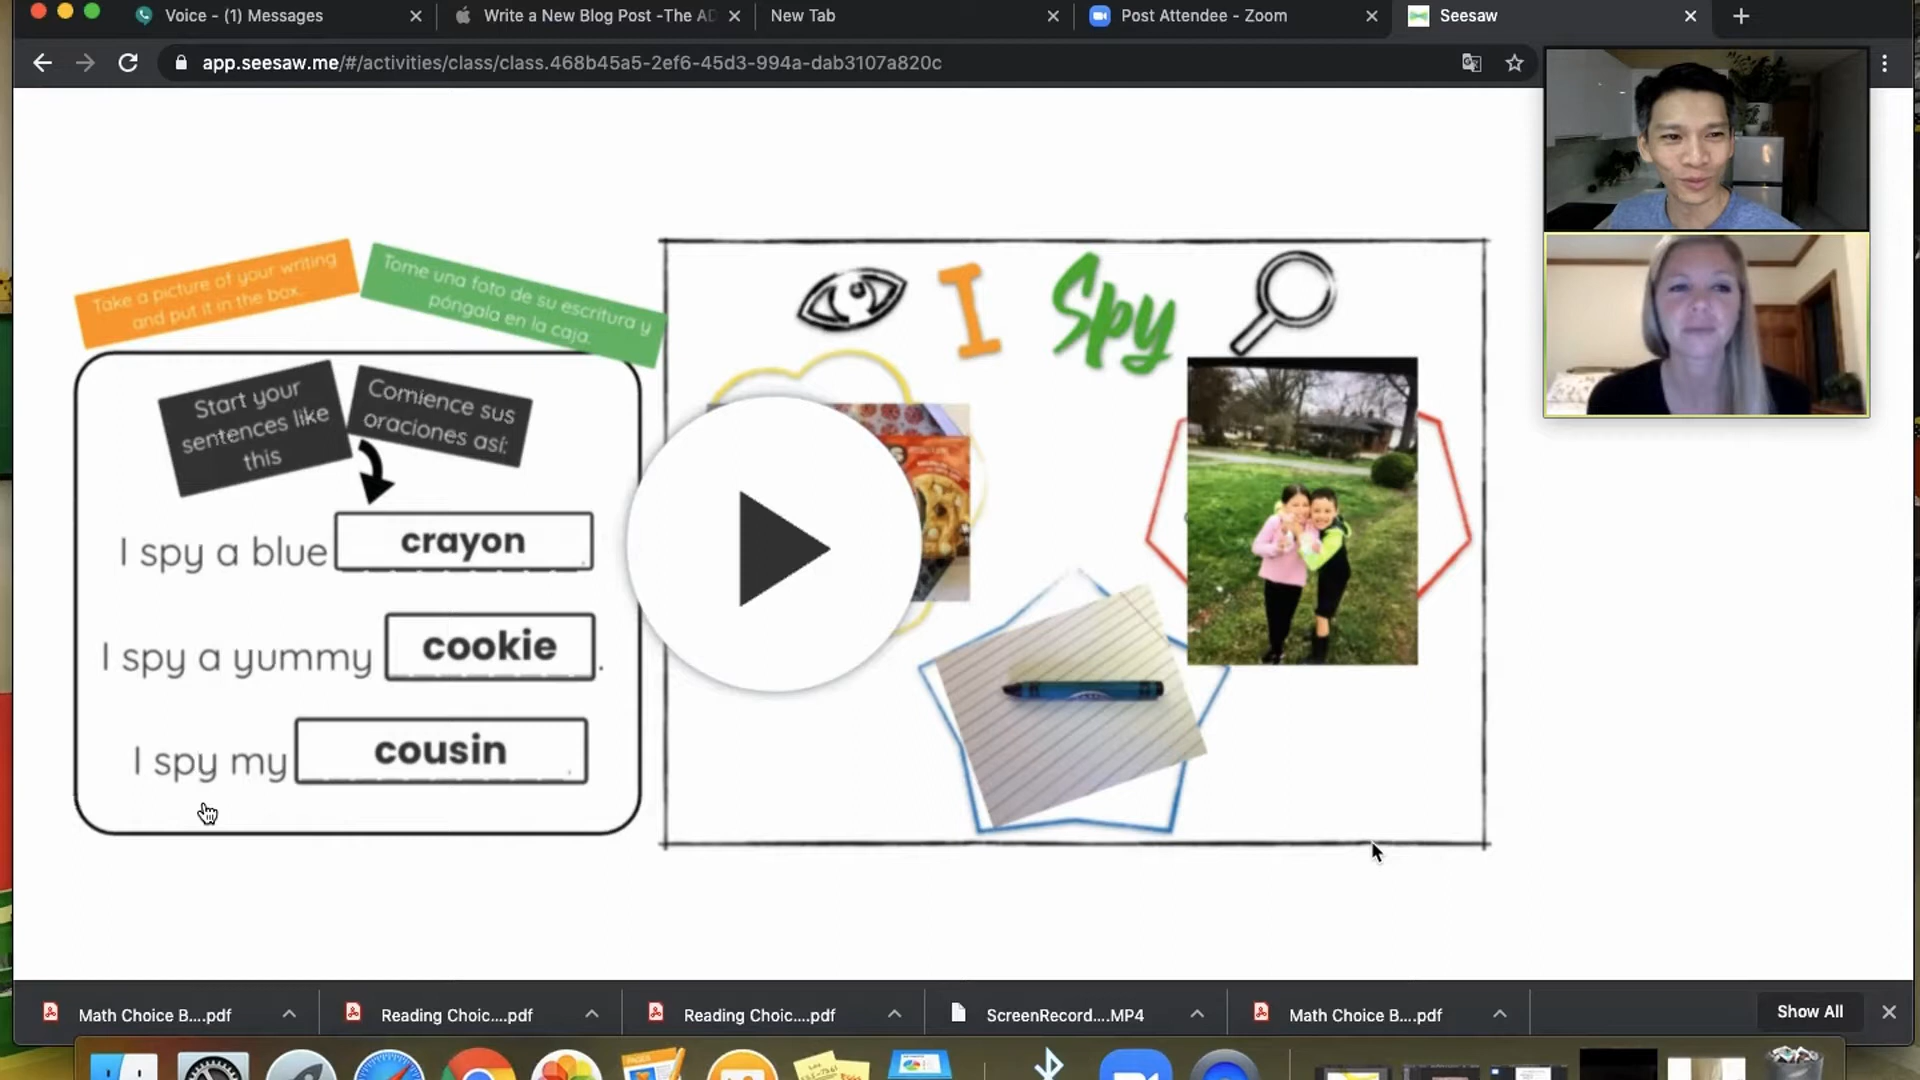 Voice - (1) Messages
Write a New Blog Post -The AD
New Tab
Post Attendee - Zoom
Seesaw
app.seesaw.me/#/activities/class/class.468b45a5-2ef6-45d3-994a-dab3107a820c
Take a picture of your writing
and put it in the box.
Tome una foto de su escritura y
póngala en la caja.
Start your
sentences like
this
Comience sus
oraciones así:
I spy a blue crayon.
I spy a yummy cookie.
I spy my cousin.
I Spy
Math Choice B....pdf
Reading Choic....pdf
Reading Choic....pdf
ScreenRecord....MP4
Math Choice B....pdf
Show All
PAGES